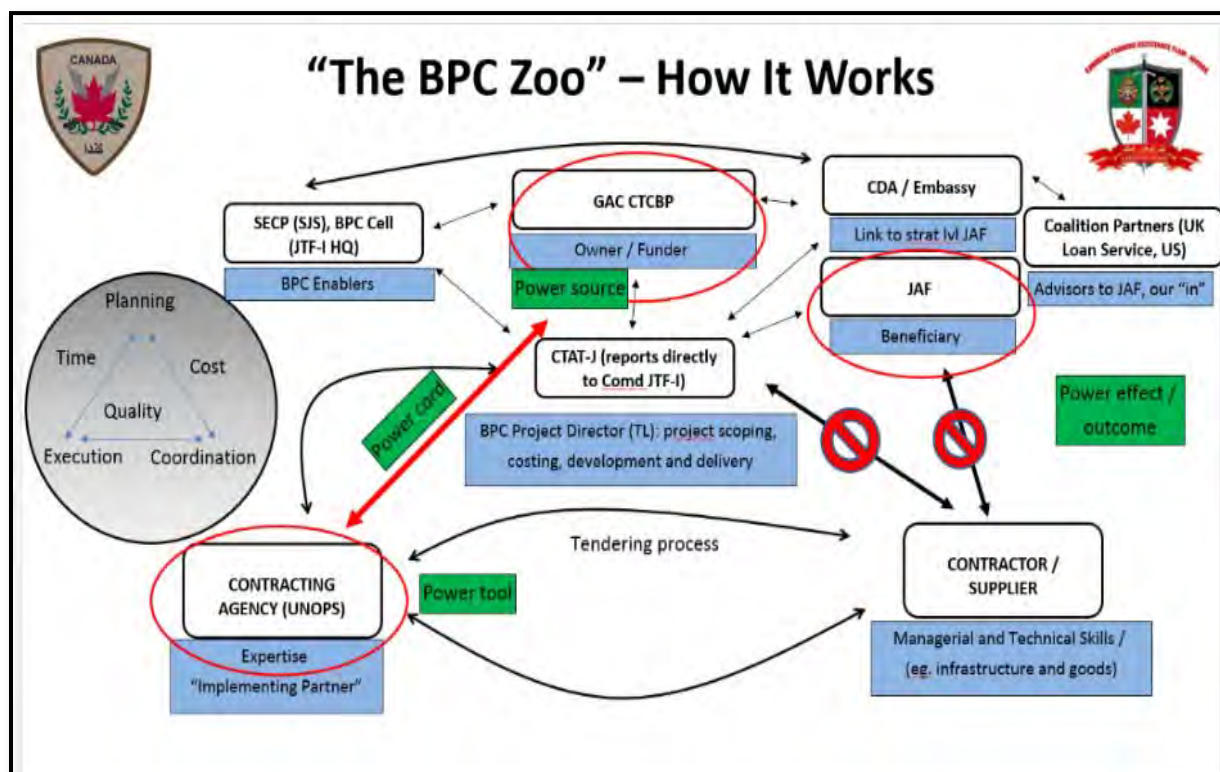 CANADA
“The BPC Zoo” – How It Works
GAC CTCBP
Owner / Funder
Power source
SECP (SJS), BPC Cell
(JTF-I HQ)
BPC Enablers
CDA / Embassy
Link to strat lvl JAF
JAF
Beneficiary
Coalition Partners (UK
Loan Service, US)
Advisors to JAF, our “in”
Planning
Time
Cost
Quality
Execution
Coordination
CTAT-J (reports directly
to Comd JTF-I)
BPC Project Director (TL): project scoping,
costing, development and delivery
Power cord
Power effect /
outcome
Tendering process
CONTRACTING
AGENCY (UNOPS)
Expertise
“Implementing Partner”
Power tool
CONTRACTOR /
SUPPLIER
Managerial and Technical Skills /
(eg. infrastructure and goods)